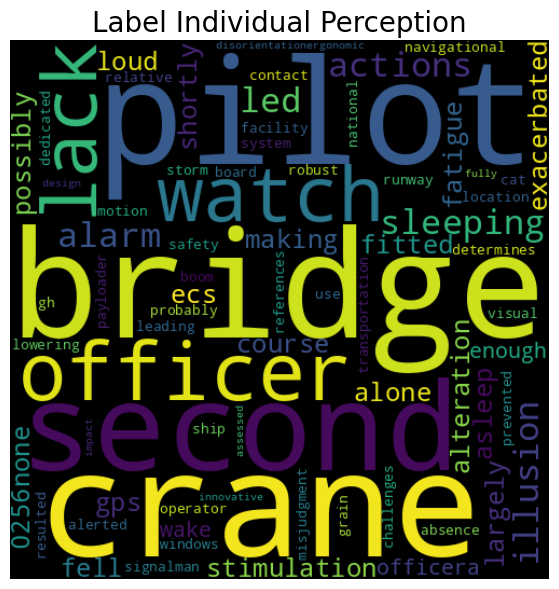 Label Individual Perception
disorientationergonomic
loud
navigational
relative
contact
actions
lack
pilot
shortly
led
dedicated
facility
national
fatigue
exacerbated
possibly
system
design
storm
board
robust
runway
cat
fully
watch
motion
location
sleeping
alarm
safety
making
fitted
determines
bridge
gh
payloader
boom
ecs
references
use
transportation
visual
probably
lowering
leading
course
enough
officer
alone
alteration
asleep
prevented
second
0256none
impact
ship
assessed
largely
illusion
crane
innovative
gps
operator
resulted
alerted
wake
windows
grain
misjudgment
challenges
absence
fell
signalman
stimulation
officera